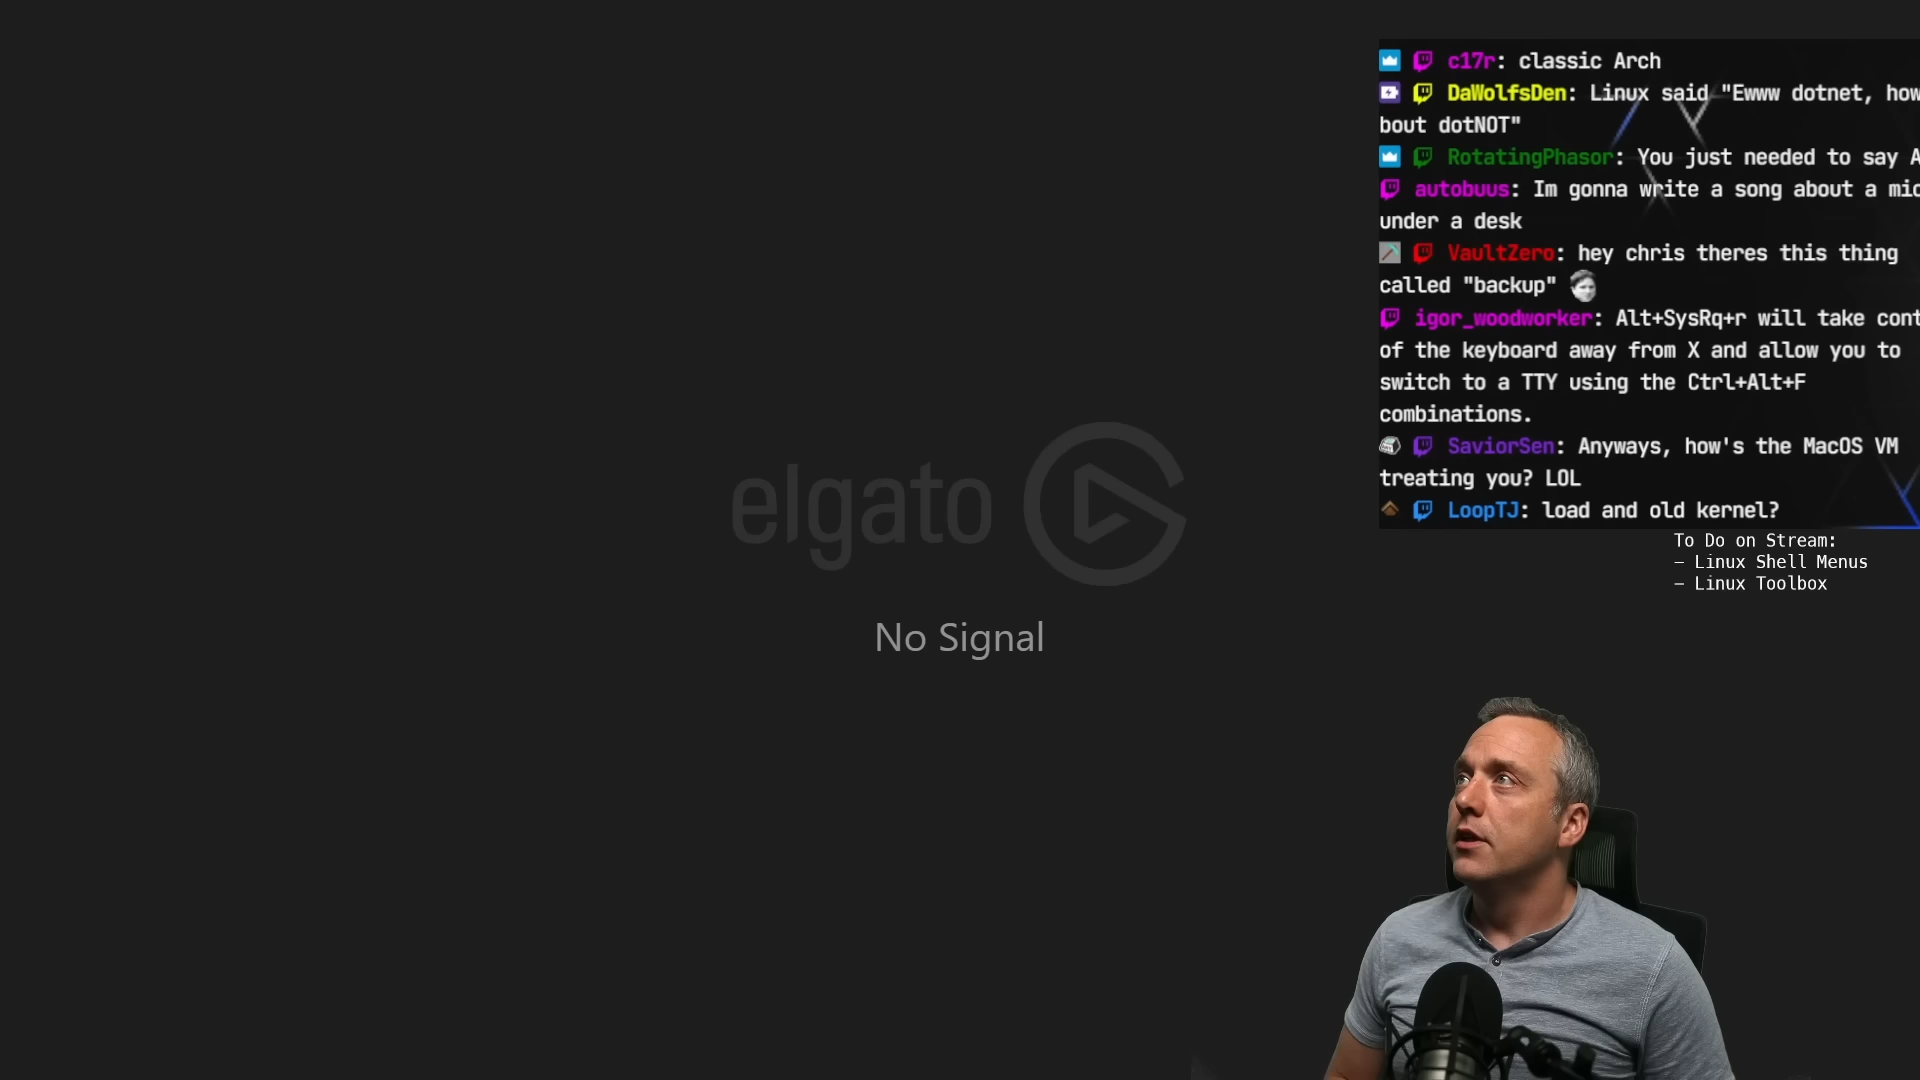 c17r: classic Arch
DaWolfsDen: Linux said "Ewww dotnet, how
bout dotNOT"
RotatingPhasor: You just needed to say A
autobuus: Im gonna write a song about a mic
under a desk
VaultZero: hey chris theres this thing
called "backup"
igor_woodworker: Alt+SysRq+r will take cont
of the keyboard away from X and allow you to
switch to a TTY using the Ctrl+Alt+F
combinations.
SaviorSen: Anyways, how's the MacOS VM
treating you? LOL
LoopTJ: load and old kernel?
To Do on Stream:
- Linux Shell Menus
- Linux Toolbox
elgato
No Signal